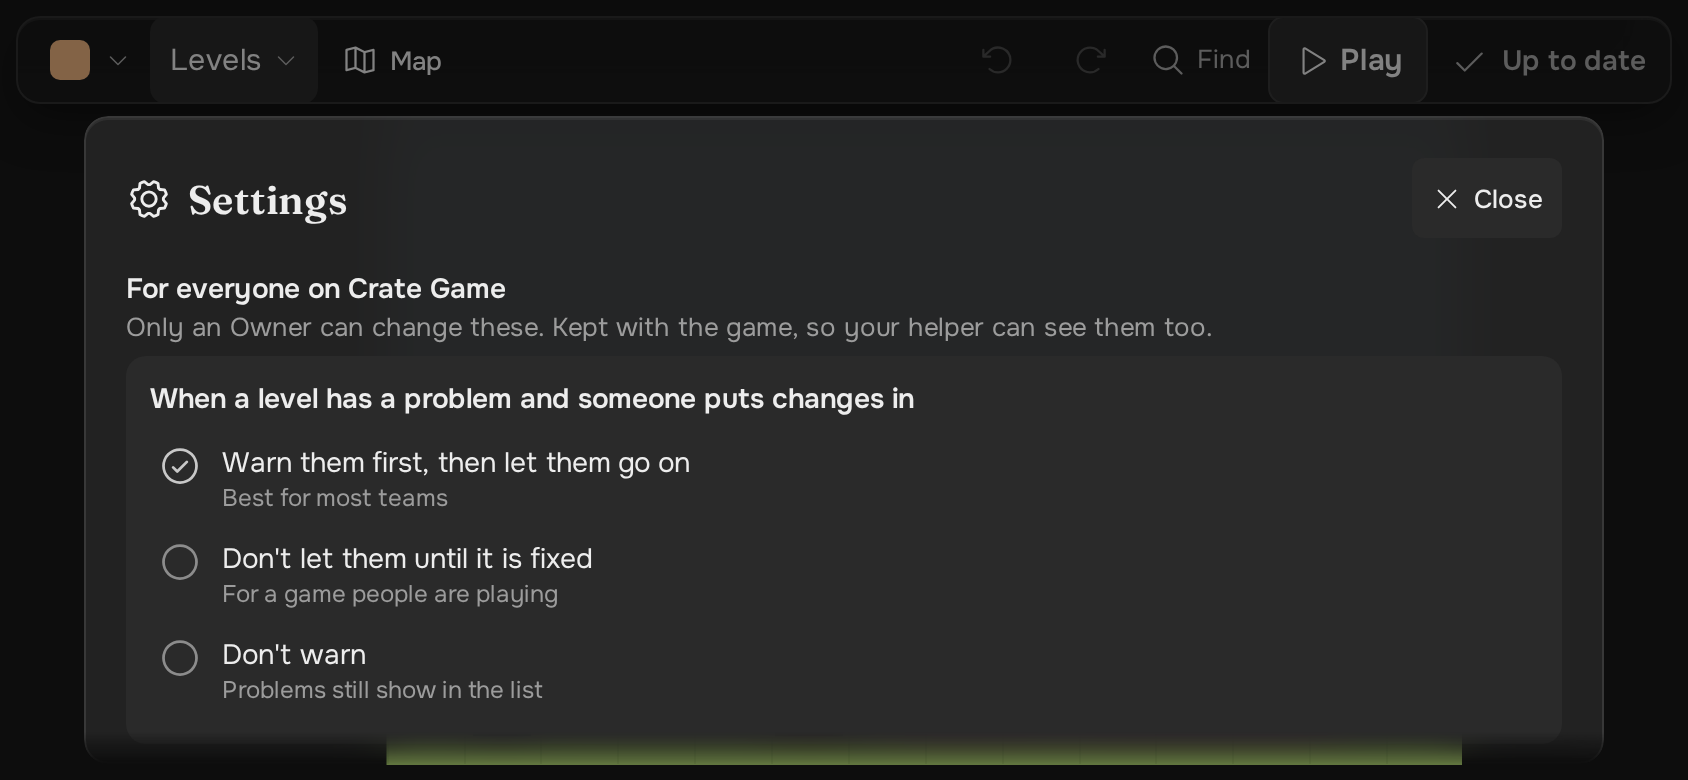 Levels
Map
Find
Play
Up to date
Settings
Close
For everyone on Crate Game
Only an Owner can change these. Kept with the game, so your helper can see them too.
When a level has a problem and someone puts changes in
Warn them first, then let them go on
Best for most teams
Don't let them until it is fixed
For a game people are playing
Don't warn
Problems still show in the list